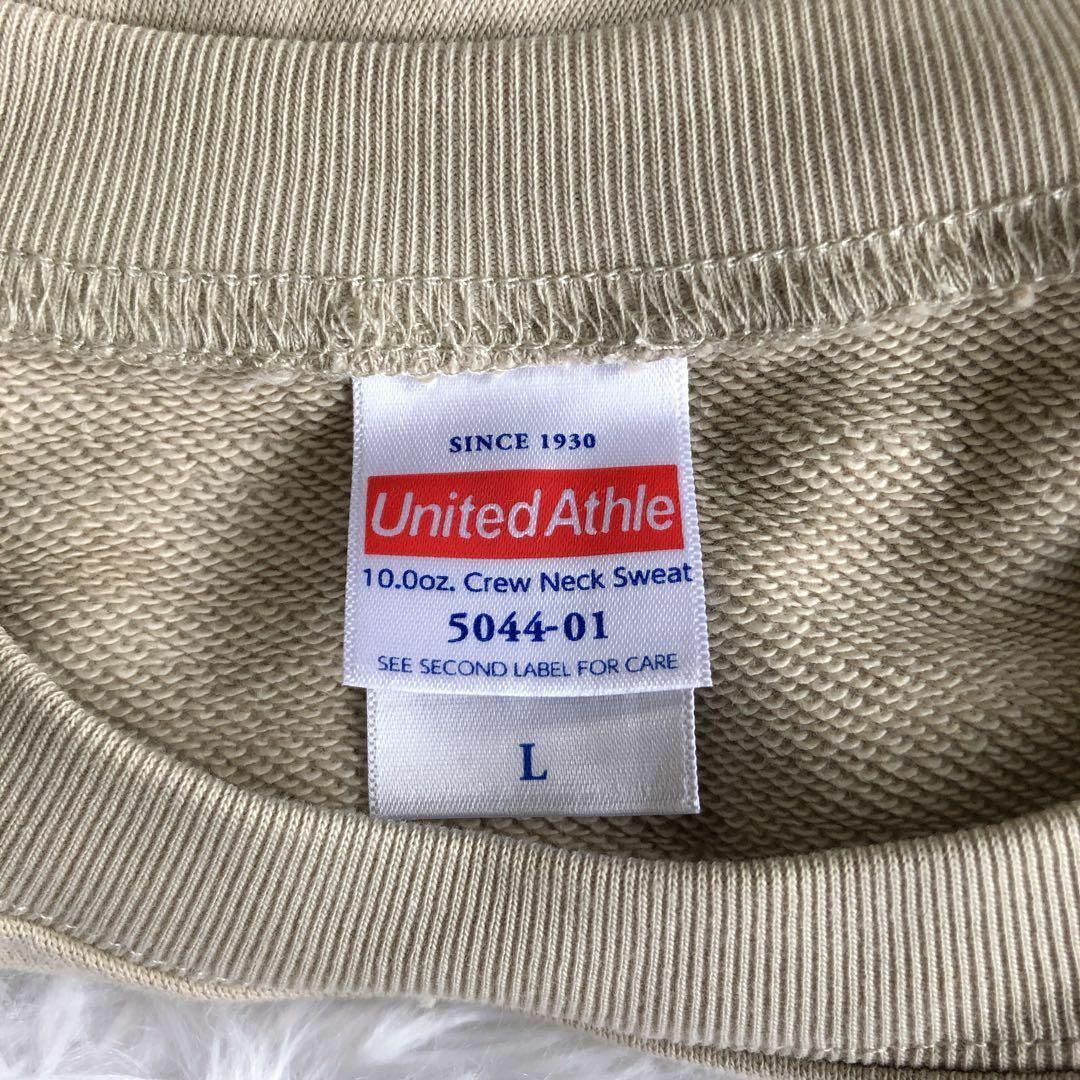 SINCE 1930
United Athle
10.0oz. Crew Neck Sweat
5044-01
SEE SECOND LABEL FOR CARE
L